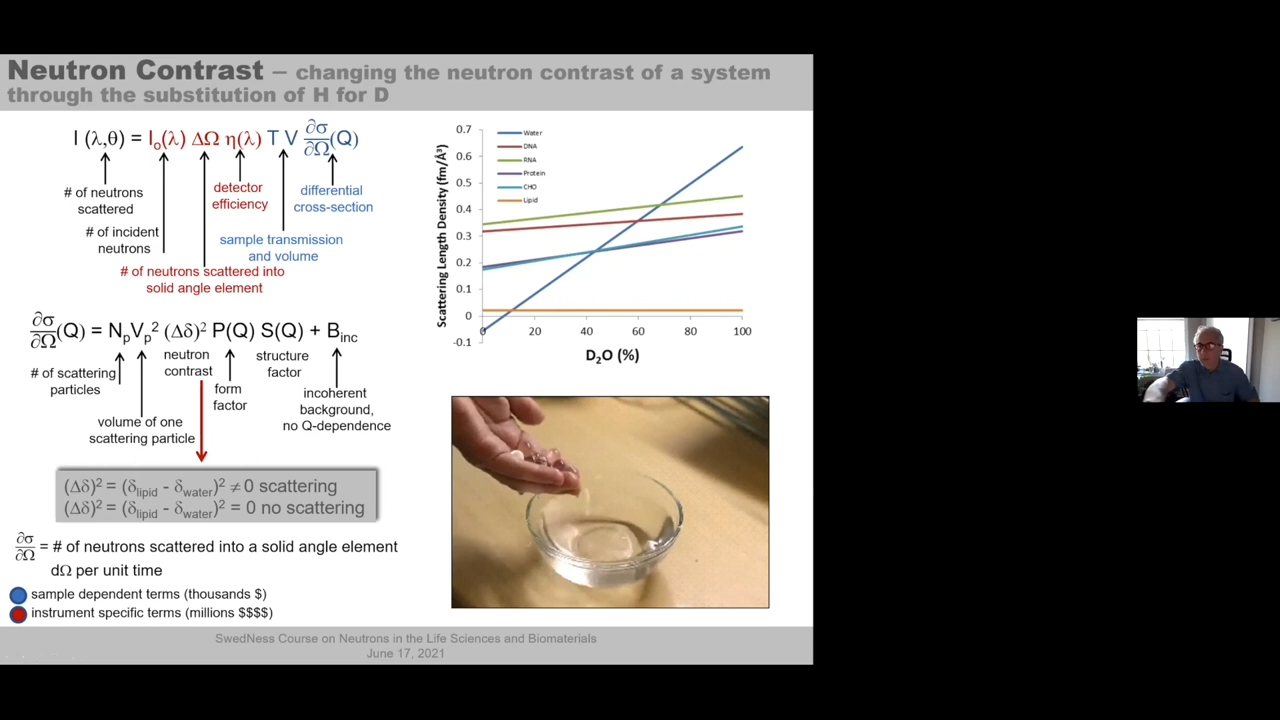 Neutron Contrast – changing the neutron contrast of a system
through the substitution of H for D
I (λ,θ) = I₀(λ) ΔΩ η(λ) T V ∂σ/∂Ω (Q)
# of neutrons
scattered
# of incident
neutrons
detector
efficiency
differential
cross-section
sample transmission
and volume
# of neutrons scattered into
solid angle element
∂σ/∂Ω (Q) = NₚVₚ² (Δδ)² P(Q) S(Q) + Binc
# of scattering
particles
volume of one
scattering particle
neutron
contrast
form
factor
structure
factor
incoherent
background,
no Q-dependence
(Δδ)² = (δlipid - δwater)² ≠ 0 scattering
(Δδ)² = (δlipid - δwater)² = 0 no scattering
∂σ/∂Ω = # of neutrons scattered into a solid angle element
dΩ per unit time
sample dependent terms (thousands $)
instrument specific terms (millions $$$$)
Scattering Length Density (fm/Å³)
0.7
0.6
0.5
0.4
0.3
0.2
0.1
0
-0.1
Water
DNA
RNA
Protein
CHO
Lipid
0 20 40 60 80 100
D₂O (%)
SwedNess Course on Neutrons in the Life Sciences and Biomaterials
June 17, 2021